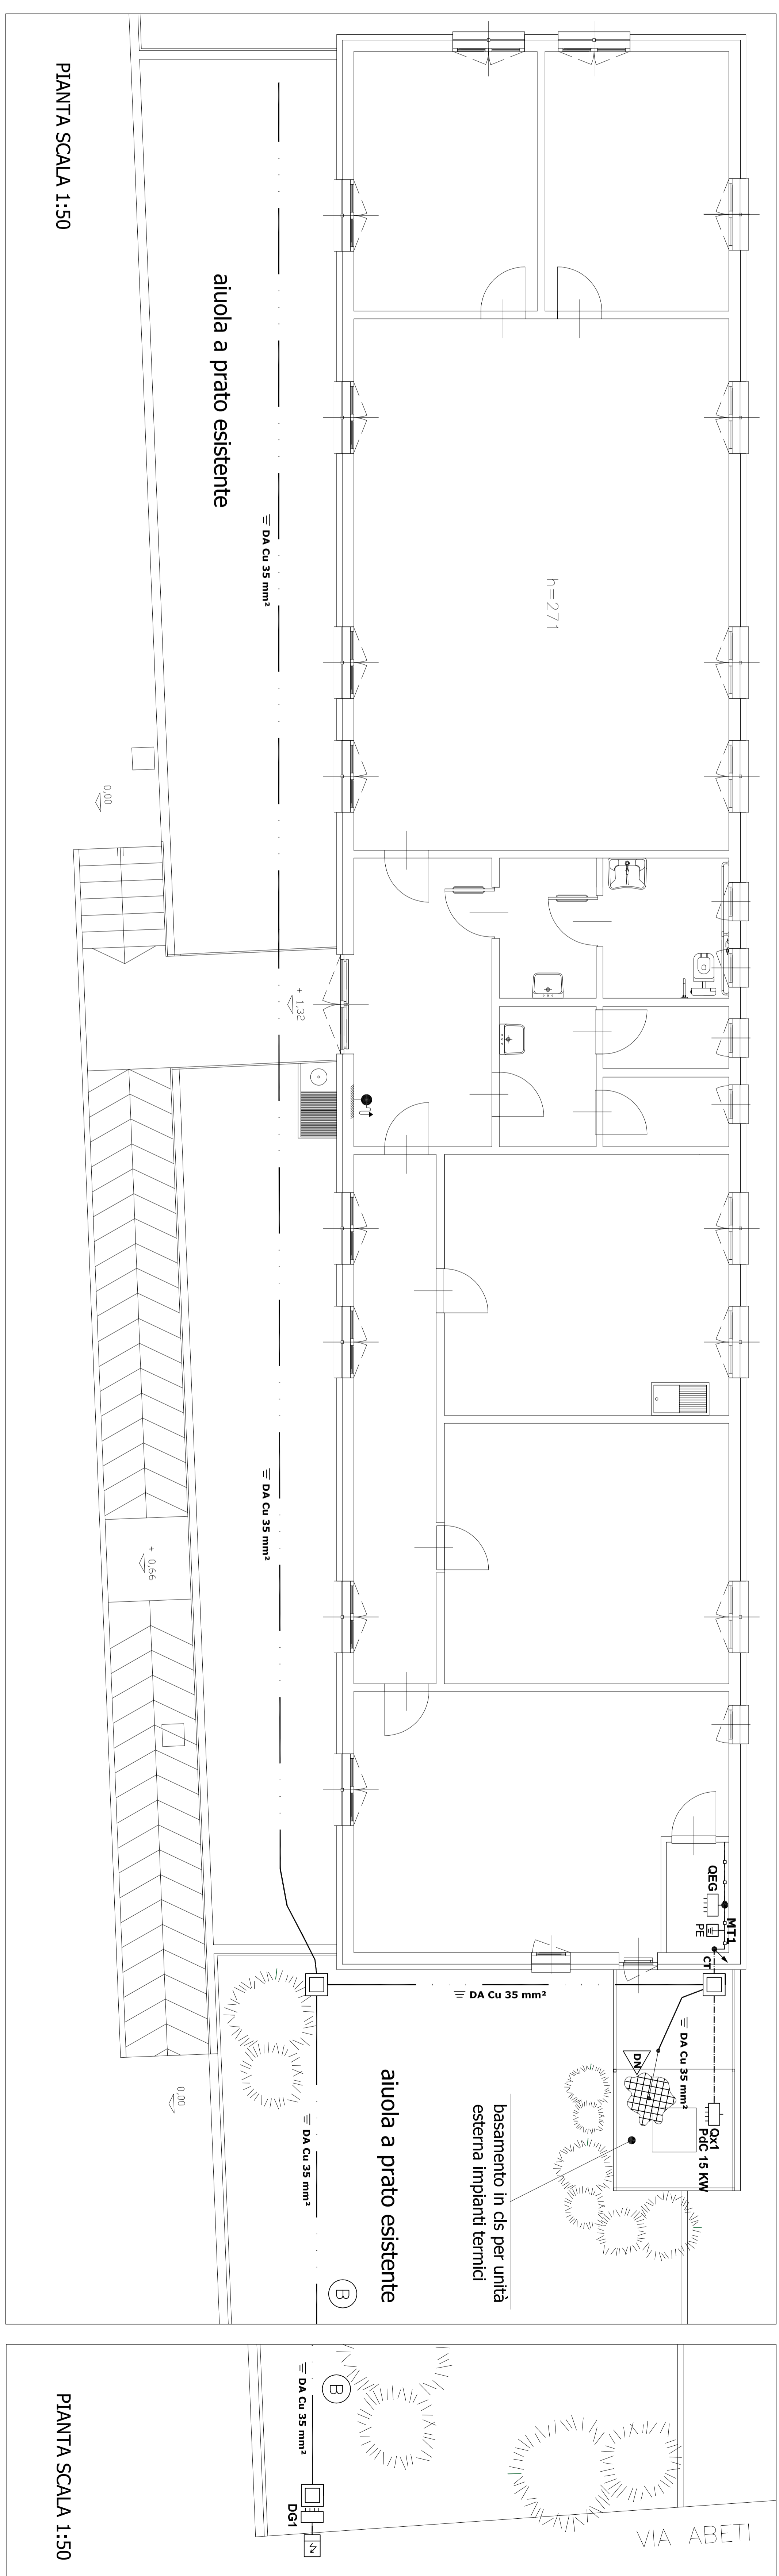 PIANTA SCALA 1:50
aiuola a prato esistente
DA Cu 35 mm²
h=271
0,00
+ 1,32
DA Cu 35 mm²
+ 0,66
QEG
MT1
PE
CT
DA Cu 35 mm²
DA Cu 35 mm²
DN
Qx1
PdC 15 KW
basamento in cls per unità
esterna impianti termici
aiuola a prato esistente
0,00
DA Cu 35 mm²
B
PIANTA SCALA 1:50
B
DA Cu 35 mm²
DG1
VIA ABETI